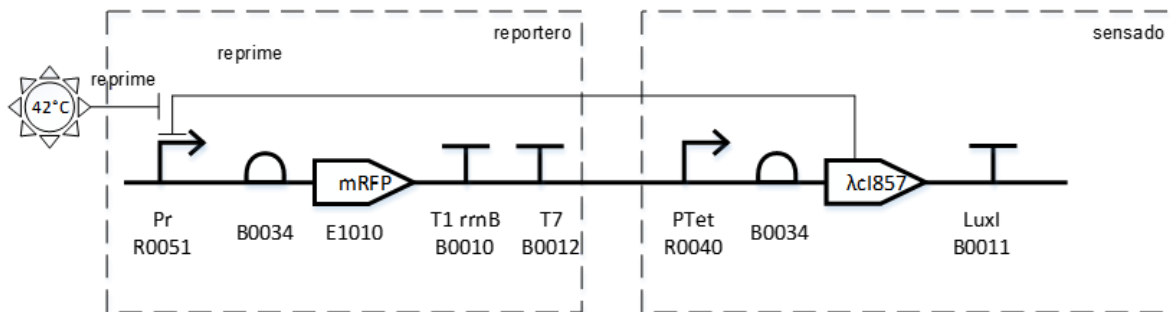 reportero
sensado
reprime
reprime
42°C
mRFP
λcI857
Pr
R0051
B0034
E1010
T1 rrnB
B0010
T7
B0012
PTet
R0040
B0034
LuxI
B0011